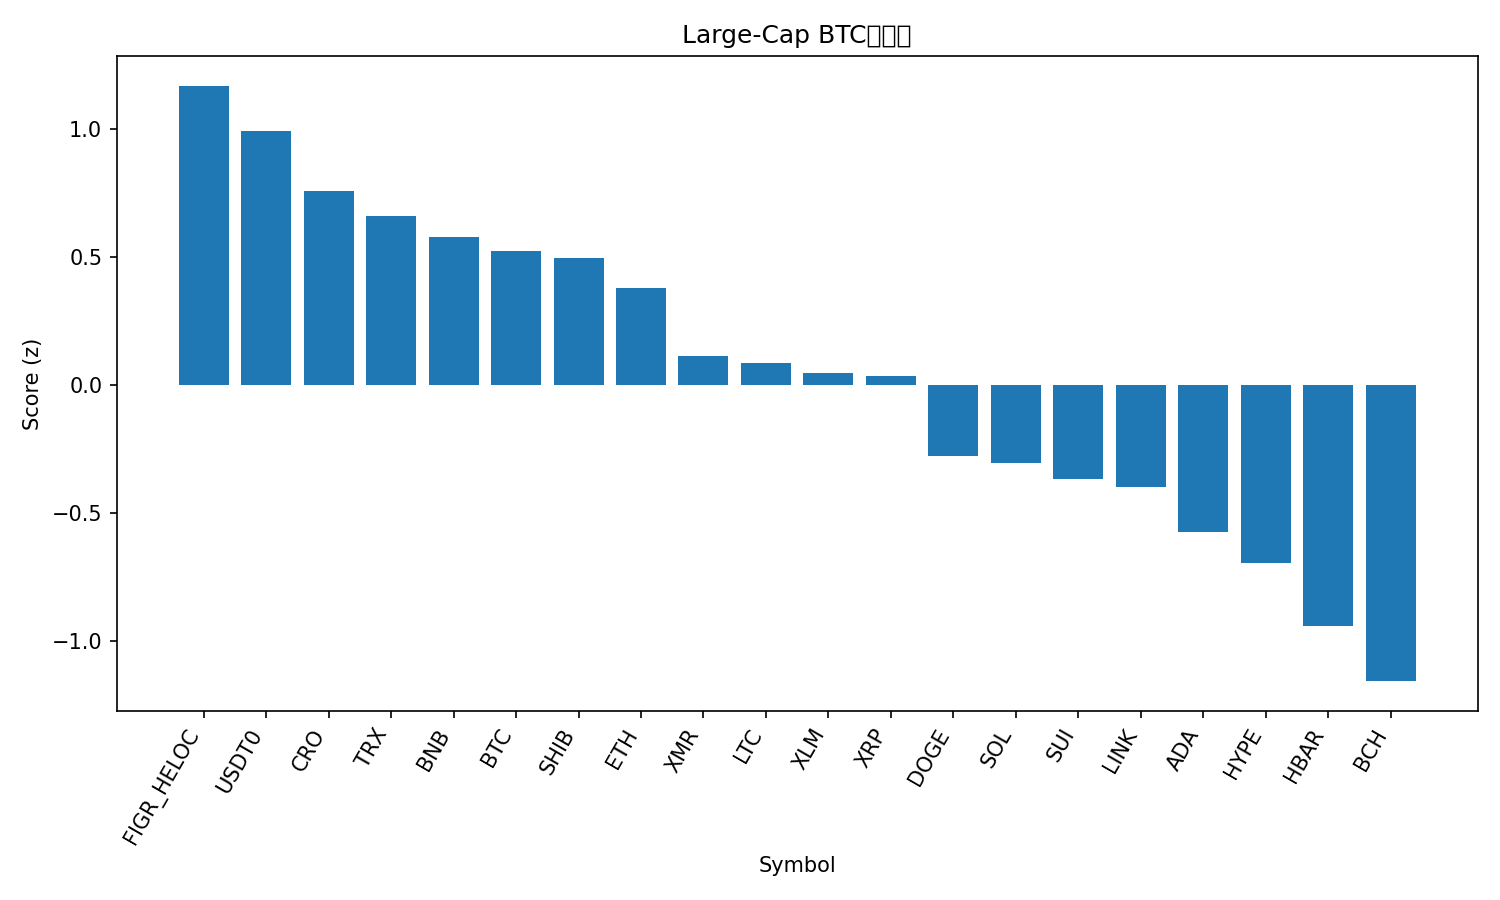 Large-Cap BTC
1.0
0.5
0.0
−0.5
−1.0
Score (z)
FIGR_HELOC
USDT0
CRO
TRX
BNB
BTC
SHIB
ETH
XMR
LTC
XLM
XRP
DOGE
SOL
SUI
LINK
ADA
HYPE
HBAR
BCH
Symbol